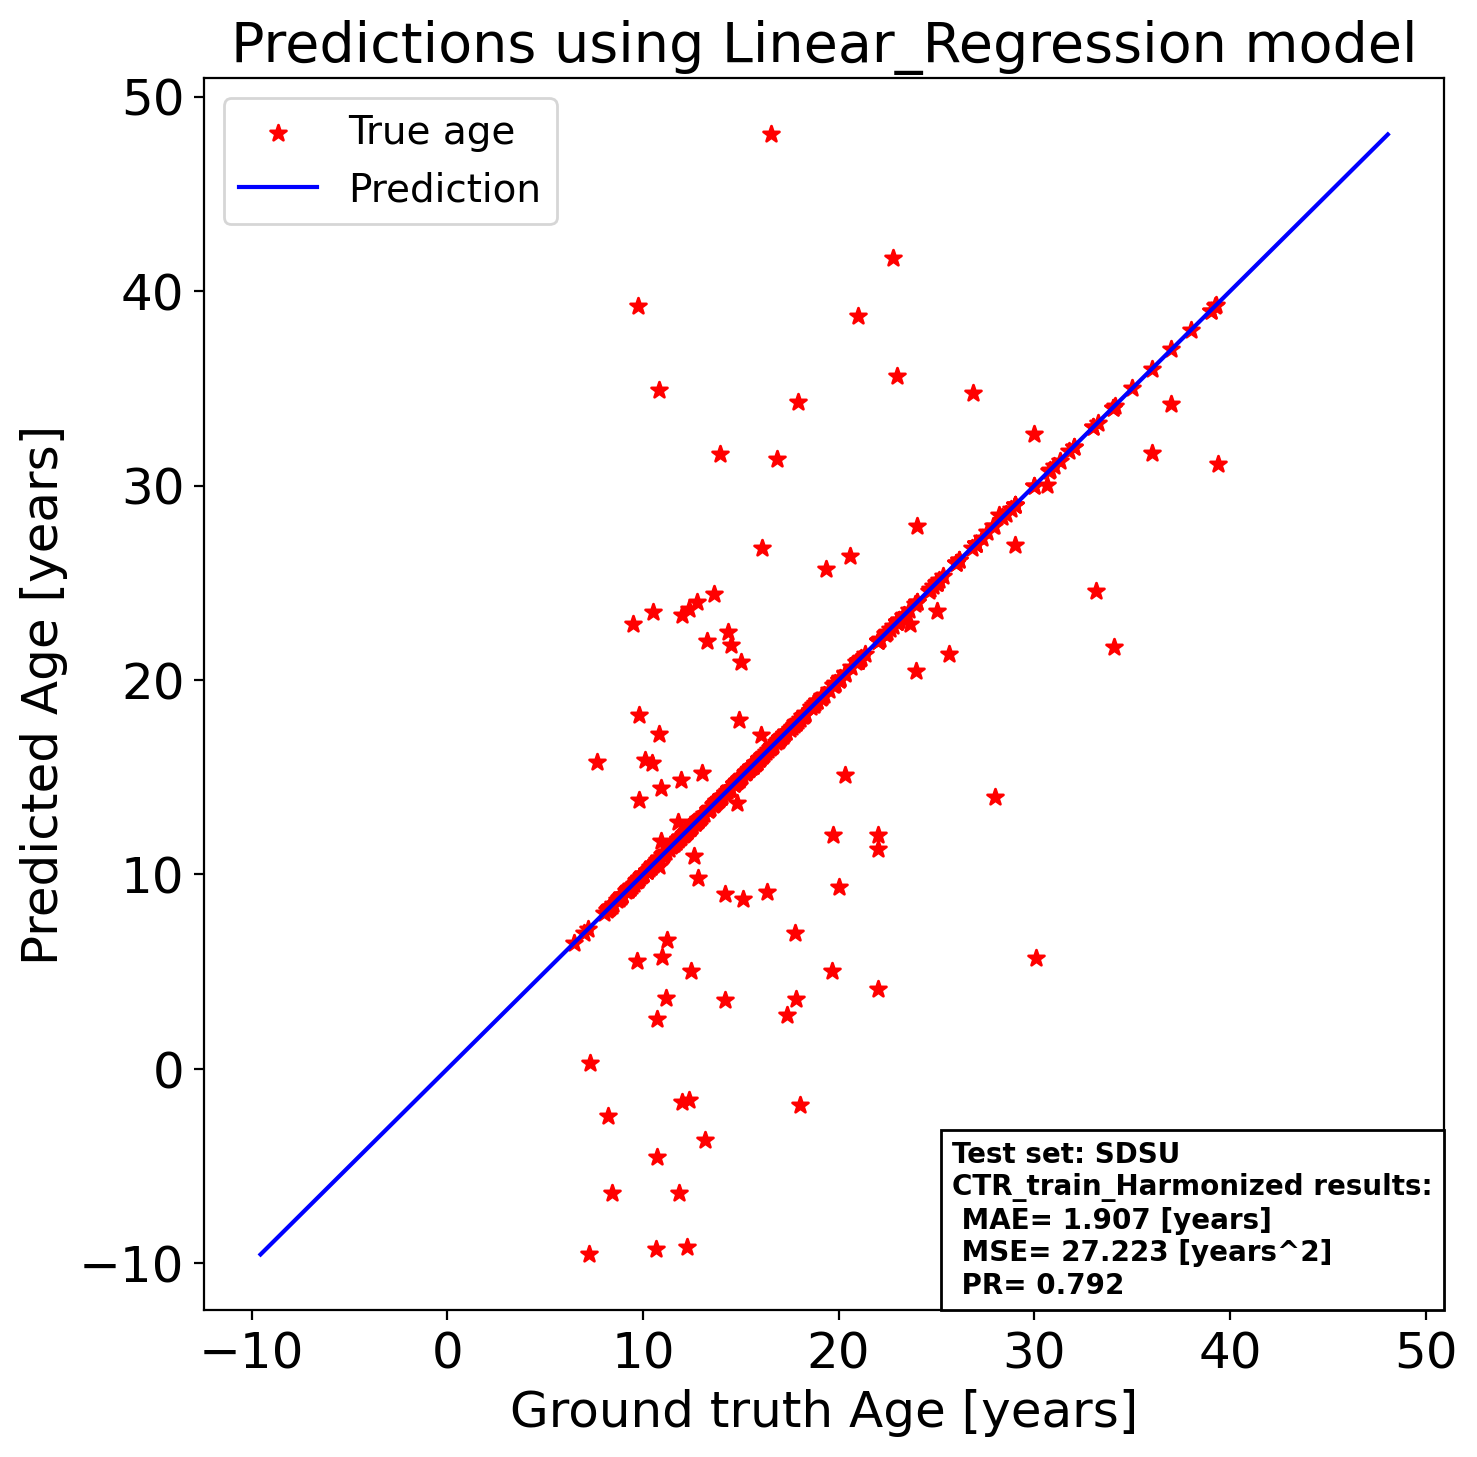 Predictions using Linear_Regression model
True age
Prediction
50
40
30
20
10
0
−10
Predicted Age [years]
Test set: SDSU
CTR_train_Harmonized results:
MAE= 1.907 [years]
MSE= 27.223 [years^2]
PR= 0.792
−10 0 10 20 30 40 50
Ground truth Age [years]